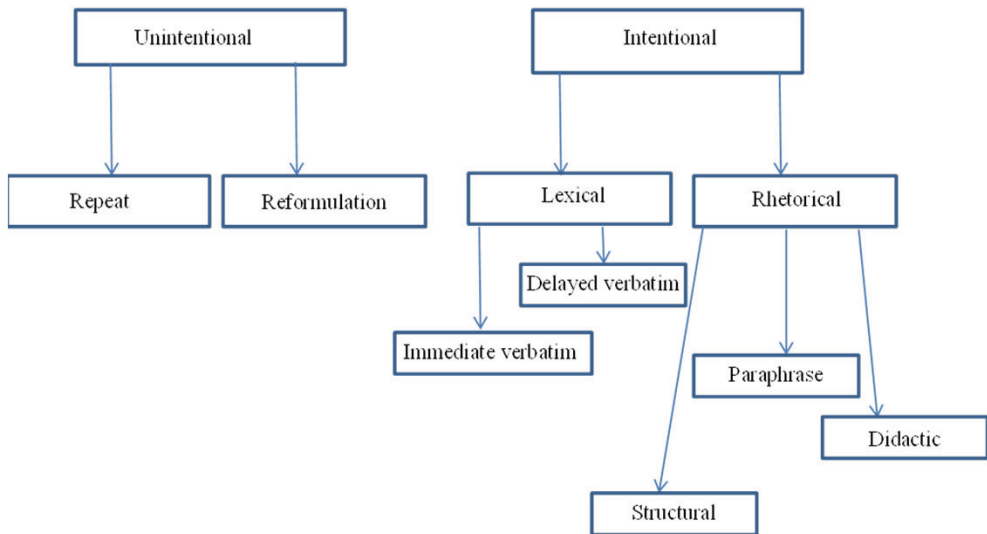 Unintentional
Intentional
Repeat
Reformulation
Lexical
Rhetorical
Delayed verbatim
Immediate verbatim
Paraphrase
Didactic
Structural